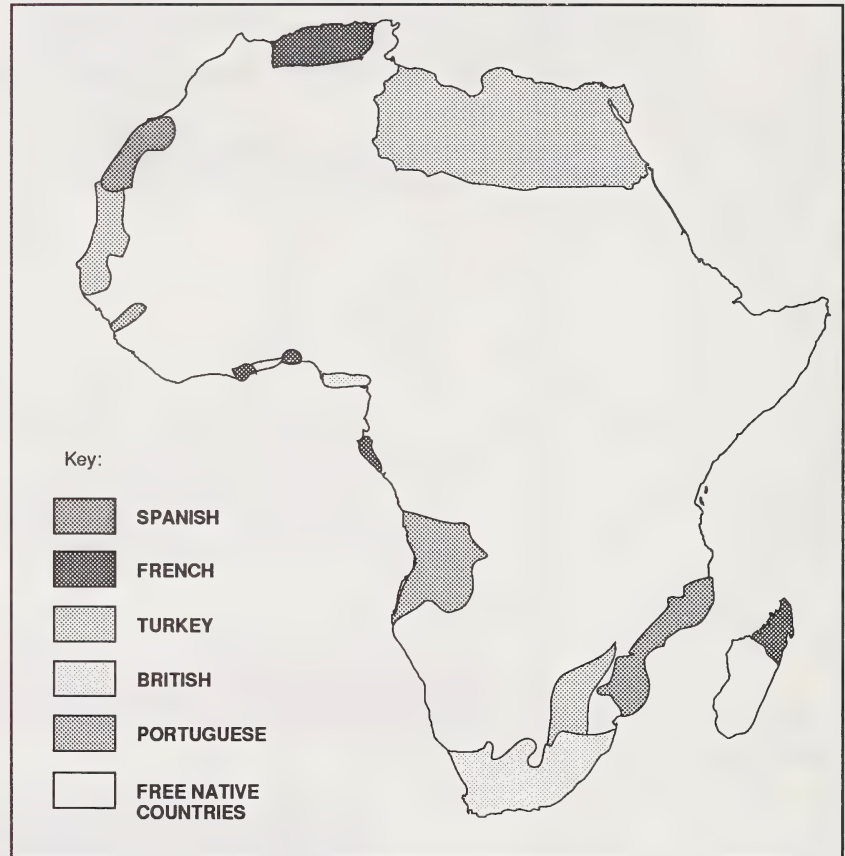 Key:
SPANISH
FRENCH
TURKEY
BRITISH
PORTUGUESE
FREE NATIVE
COUNTRIES